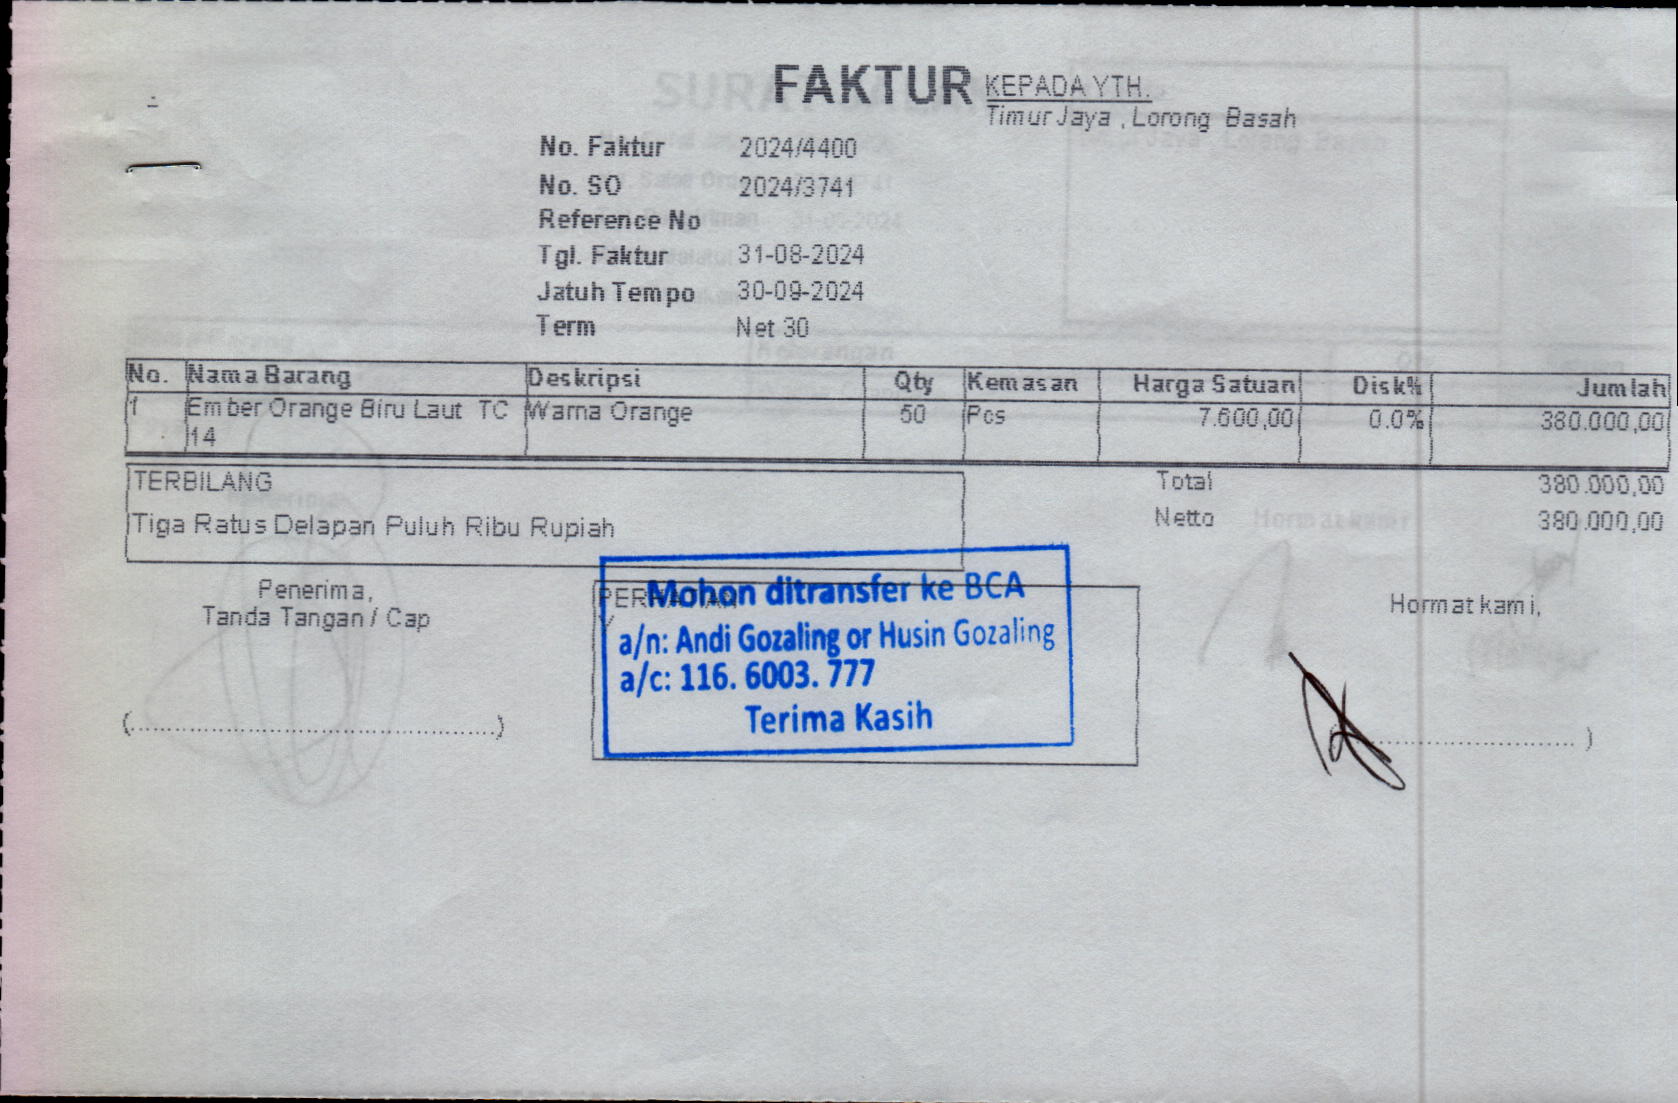 FAKTUR
KEPADA YTH.
Timur Jaya , Lorong Basah
No. Faktur 2024/4400
No. SO 2024/3741
Reference No
Tgl. Faktur 31-08-2024
Jatuh Tempo 30-09-2024
Term Net 30
No. Nama Barang Deskripsi Qty Kemasan Harga Satuan Disk% Jumlah
1 Ember Orange Biru Laut TC Warna Orange 50 Pcs 7.600,00 0.0% 380.000,00
14
TERBILANG Total 380.000,00
Tiga Ratus Delapan Puluh Ribu Rupiah Netto 380.000,00
Penerima,
Tanda Tangan / Cap
PERHATIAN
Mohon ditransfer ke BCA
a/n: Andi Gozaling or Husin Gozaling
a/c: 116. 6003. 777
Terima Kasih
Hormat kami,
(..................................................)
.............................. )